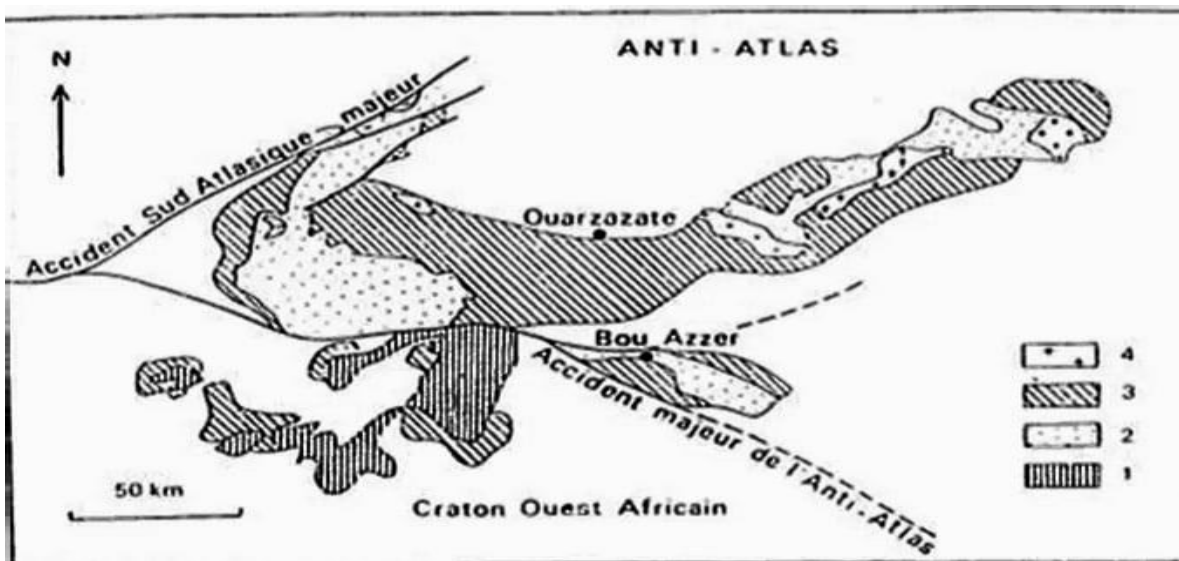 ANTI - ATLAS
N
Accident Sud Atlasique majeur
Ouarzazate
Bou Azzer
Accident majeur de l'Anti-Atlas
4
3
2
1
50 km
Craton Ouest Africain